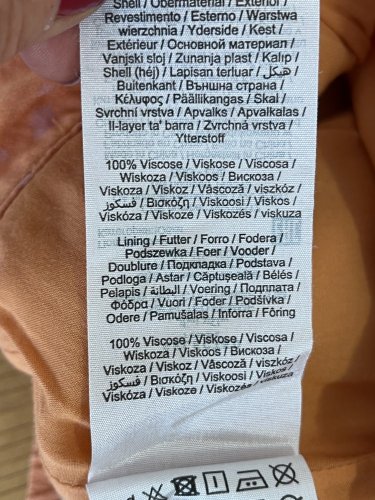 Shell / Obermaterial / Exterior /
Revestimento / Esterno / Warstwa
wierzchnia / Yderside / Kest /
Extérieur / Основной материал /
Vanjski sloj / Zunanja plast / Kalıp /
Shell (héj) / Lapisan terluar / هيكل /
Buitenkant / Външна страна /
Κέλυφος / Päällikangas / Skal /
Svrchní vrstva / Apvalks / Apvalkalas /
Il-layer ta' barra / Zvrchná vrstva /
Ytterstoff
100% Viscose / Viskose / Viscosa /
Wiskoza / Viskoos / Вискоза /
Viskoza / Viskoz / Vâscoză / viszkóz /
فسكوز / Βισκόζη / Viskoosi / Viskos /
Viskóza / Viskoze / Viskozės / viskuza
Lining / Futter / Forro / Fodera /
Podszewka / Foer / Vooder /
Doublure / Подкладка / Podstava /
Podloga / Astar / Căptușeală / Bélés /
Pelapis / البطانة / Voering / Подплата /
Φόδρα / Vuori / Foder / Podšívka /
Odere / Pamušalas / Inforra / Fôring
100% Viscose / Viskose / Viscosa /
Wiskoza / Viskoos / Вискоза /
Viskoza / Viskoz / Vâscoză / viszkóz /
فسكوز / Βισκόζη / Viskoosi / Viskos /
Viskóza / Viskoze / Viskozės / viskuza